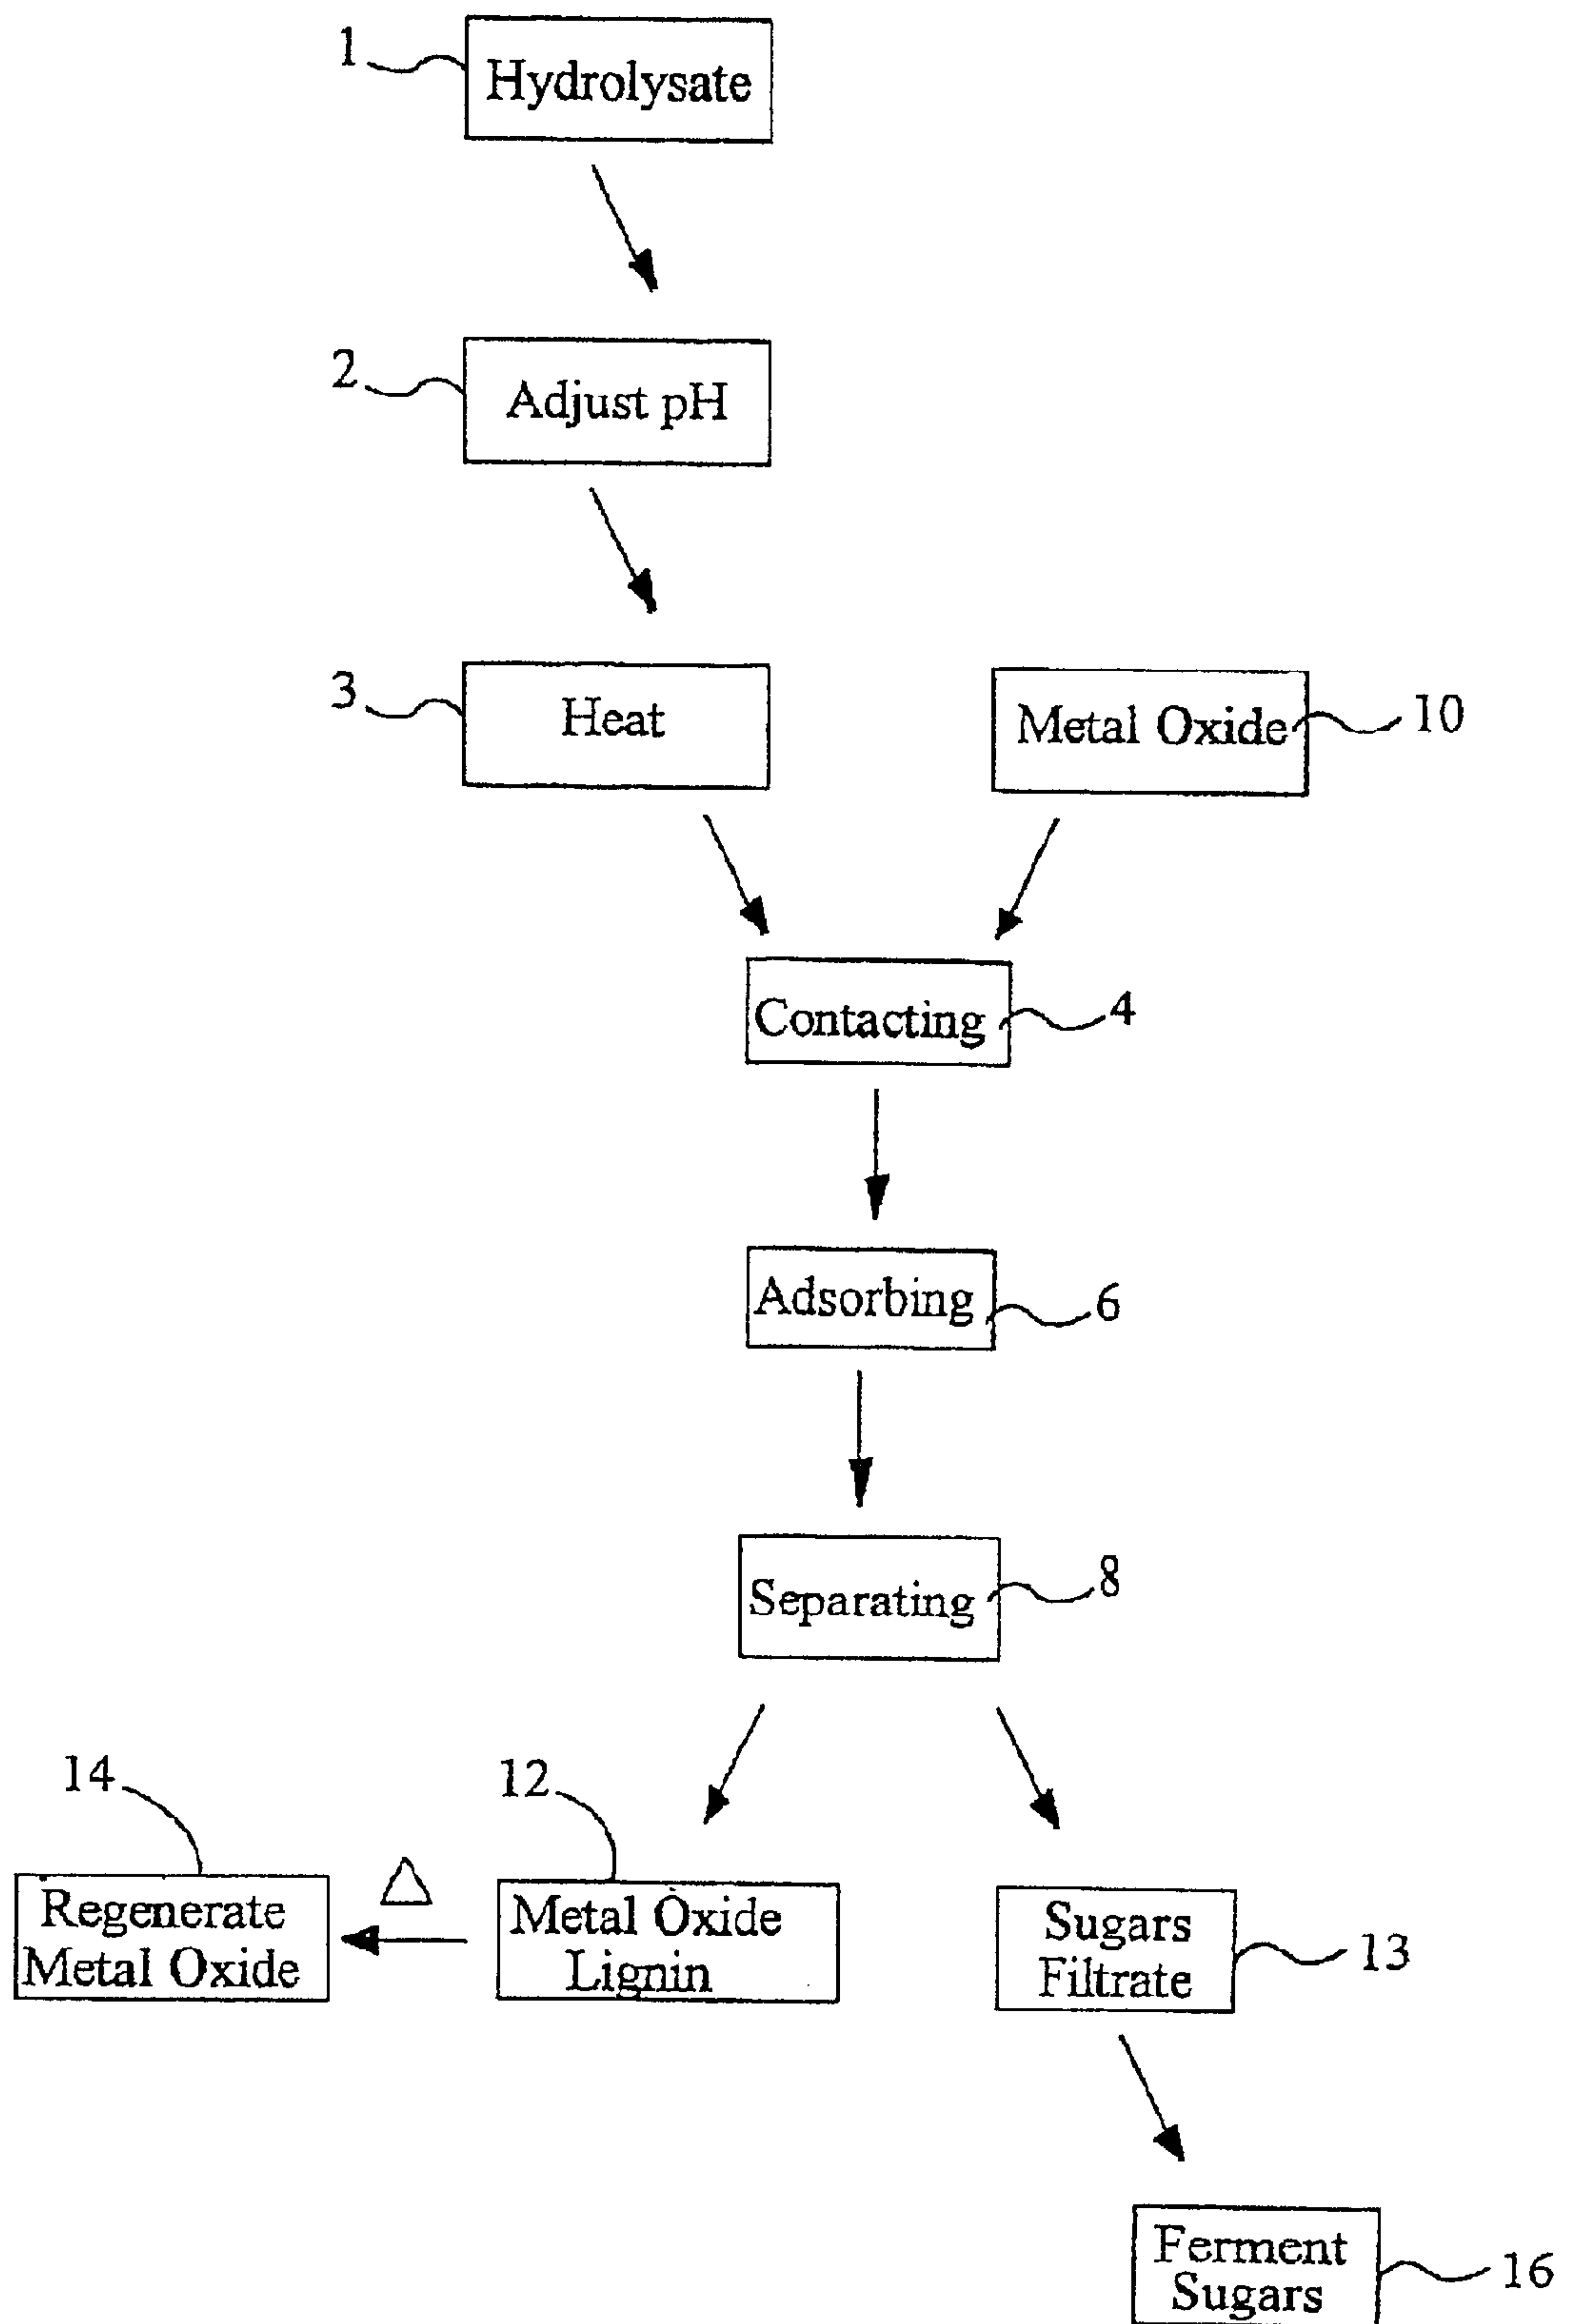 1
Hydrolysate
2
Adjust pH
3
Heat
Metal Oxide
10
Contacting
4
Adsorbing
6
Separating
8
14
12
Regenerate
Metal Oxide
△
Metal Oxide
Lignin
Sugars
Filtrate
13
Ferment
Sugars
16